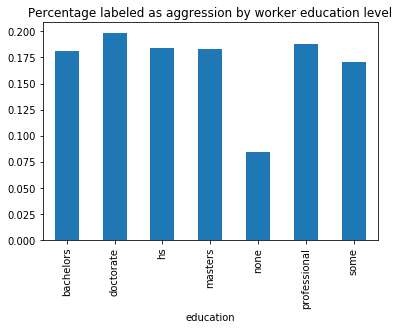 Percentage labeled as aggression by worker education level
0.200
0.175
0.150
0.125
0.100
0.075
0.050
0.025
0.000
bachelors
doctorate
hs
masters
none
professional
some
education